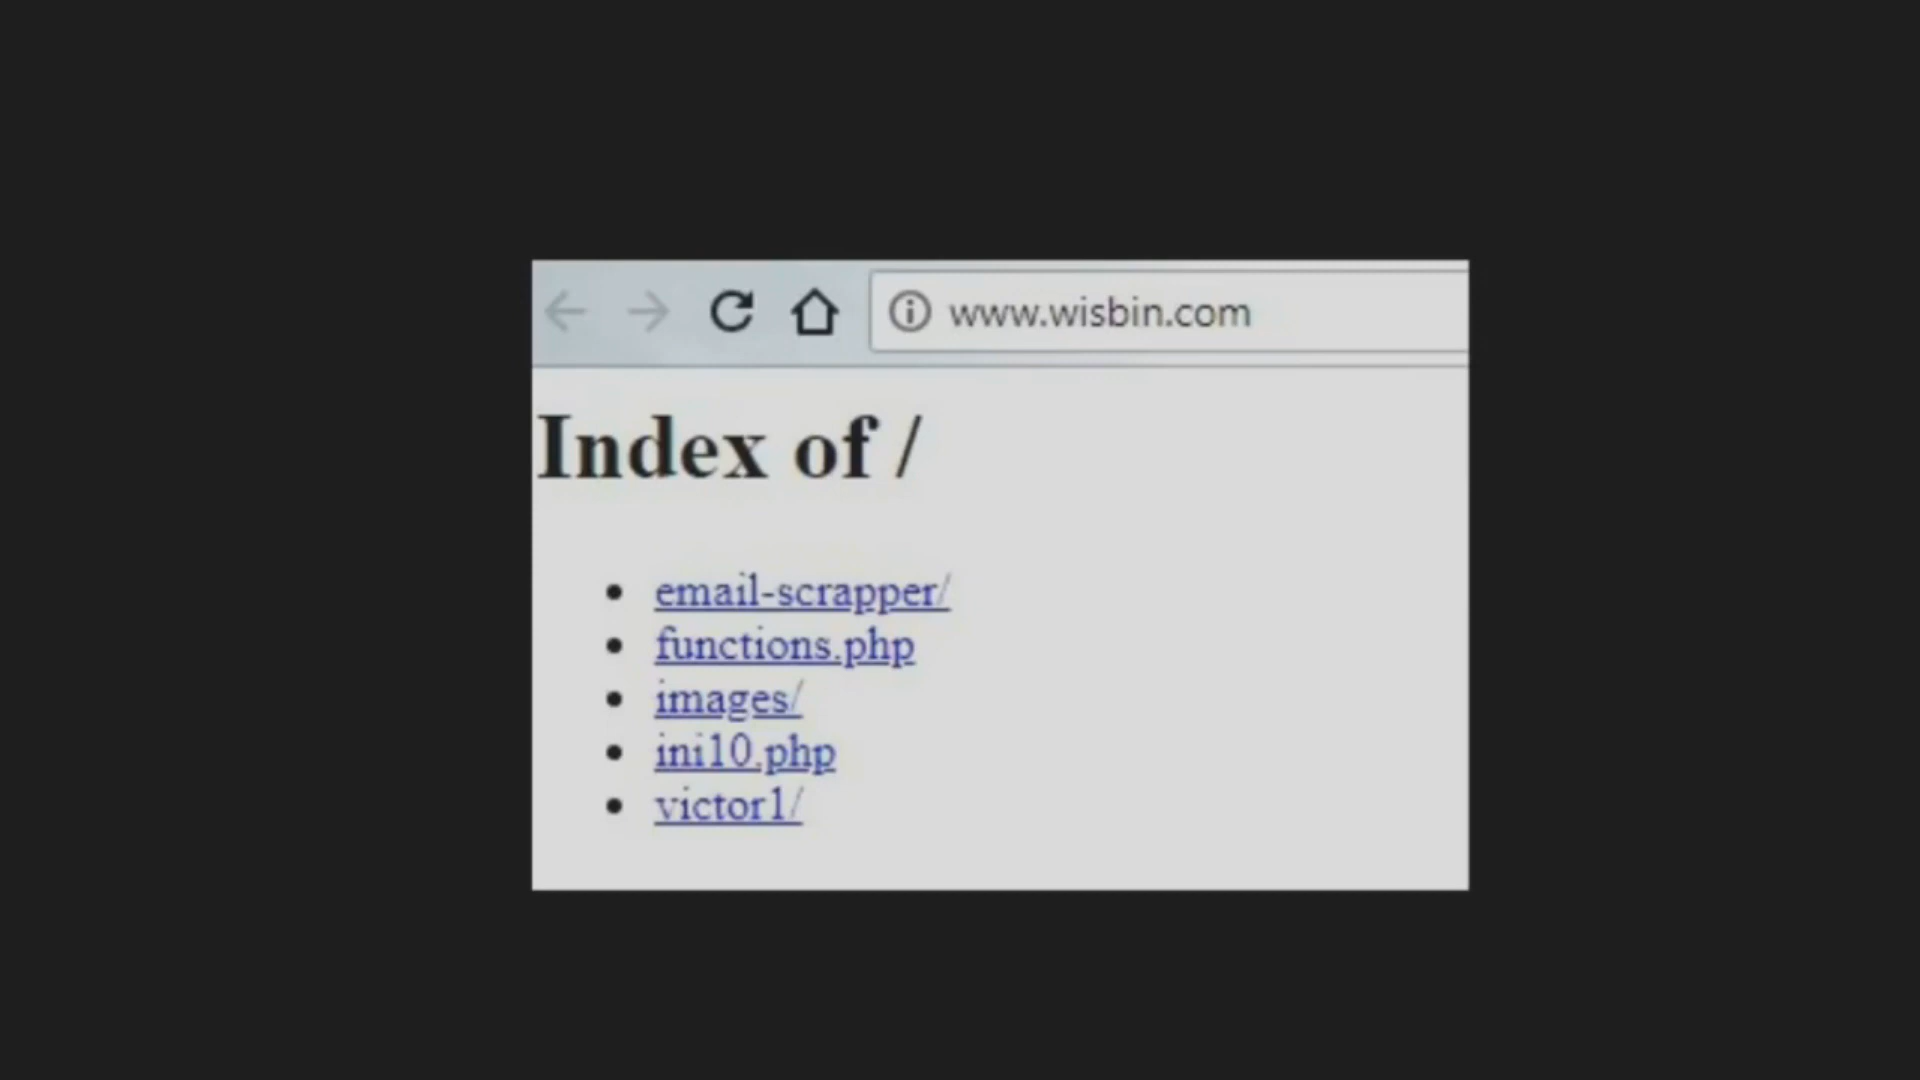 www.wisbin.com
Index of /
email-scrapper/
functions.php
images/
ini10.php
victor1/